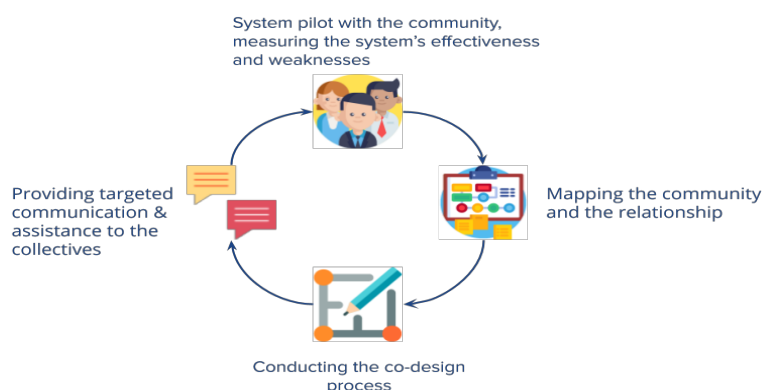 System pilot with the community,
measuring the system's effectiveness
and weaknesses
Providing targeted
communication &
assistance to the
collectives
Mapping the community
and the relationship
Conducting the co-design
process